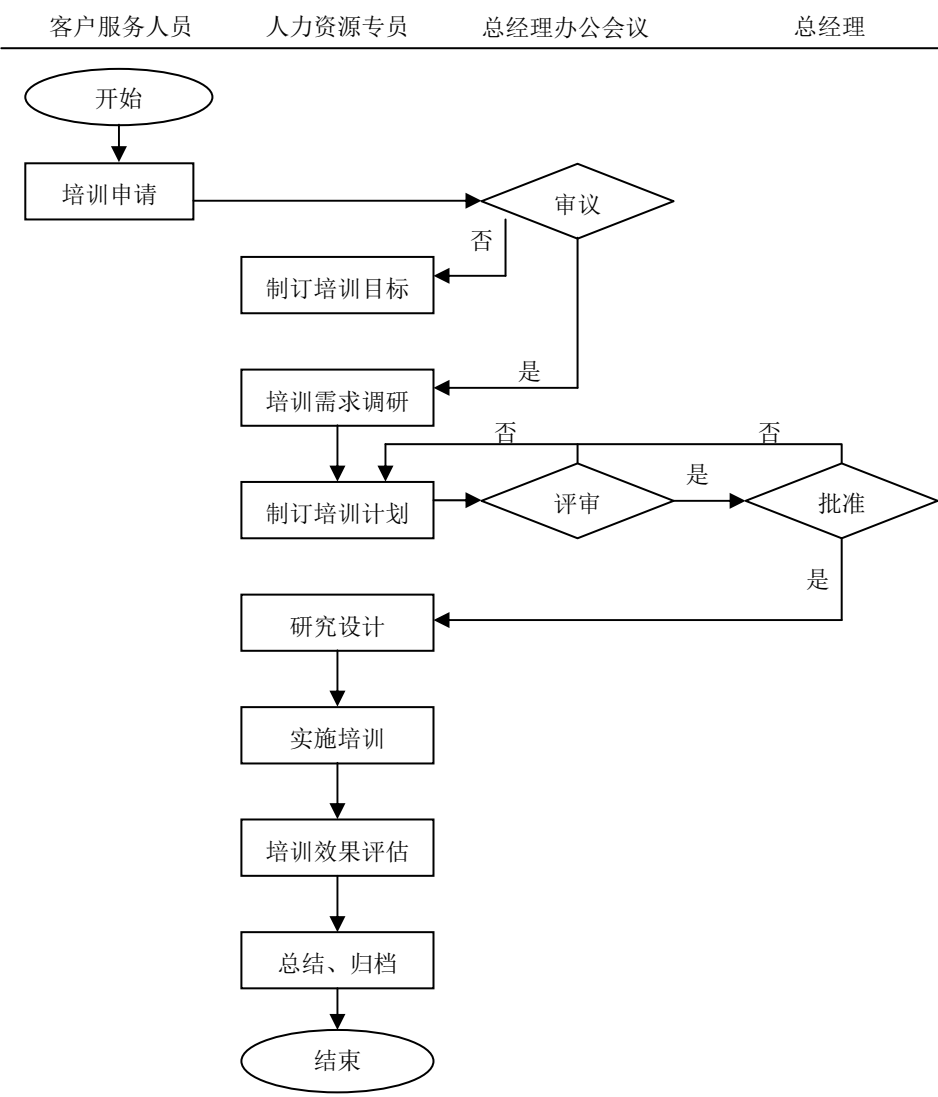 客户服务人员 人力资源专员 总经理办公会议 总经理
开始
培训申请 审议
否
制订培训目标
是
培训需求调研
否 否
是
制订培训计划 评审 批准
是
研究设计
实施培训
培训效果评估
总结、归档
结束